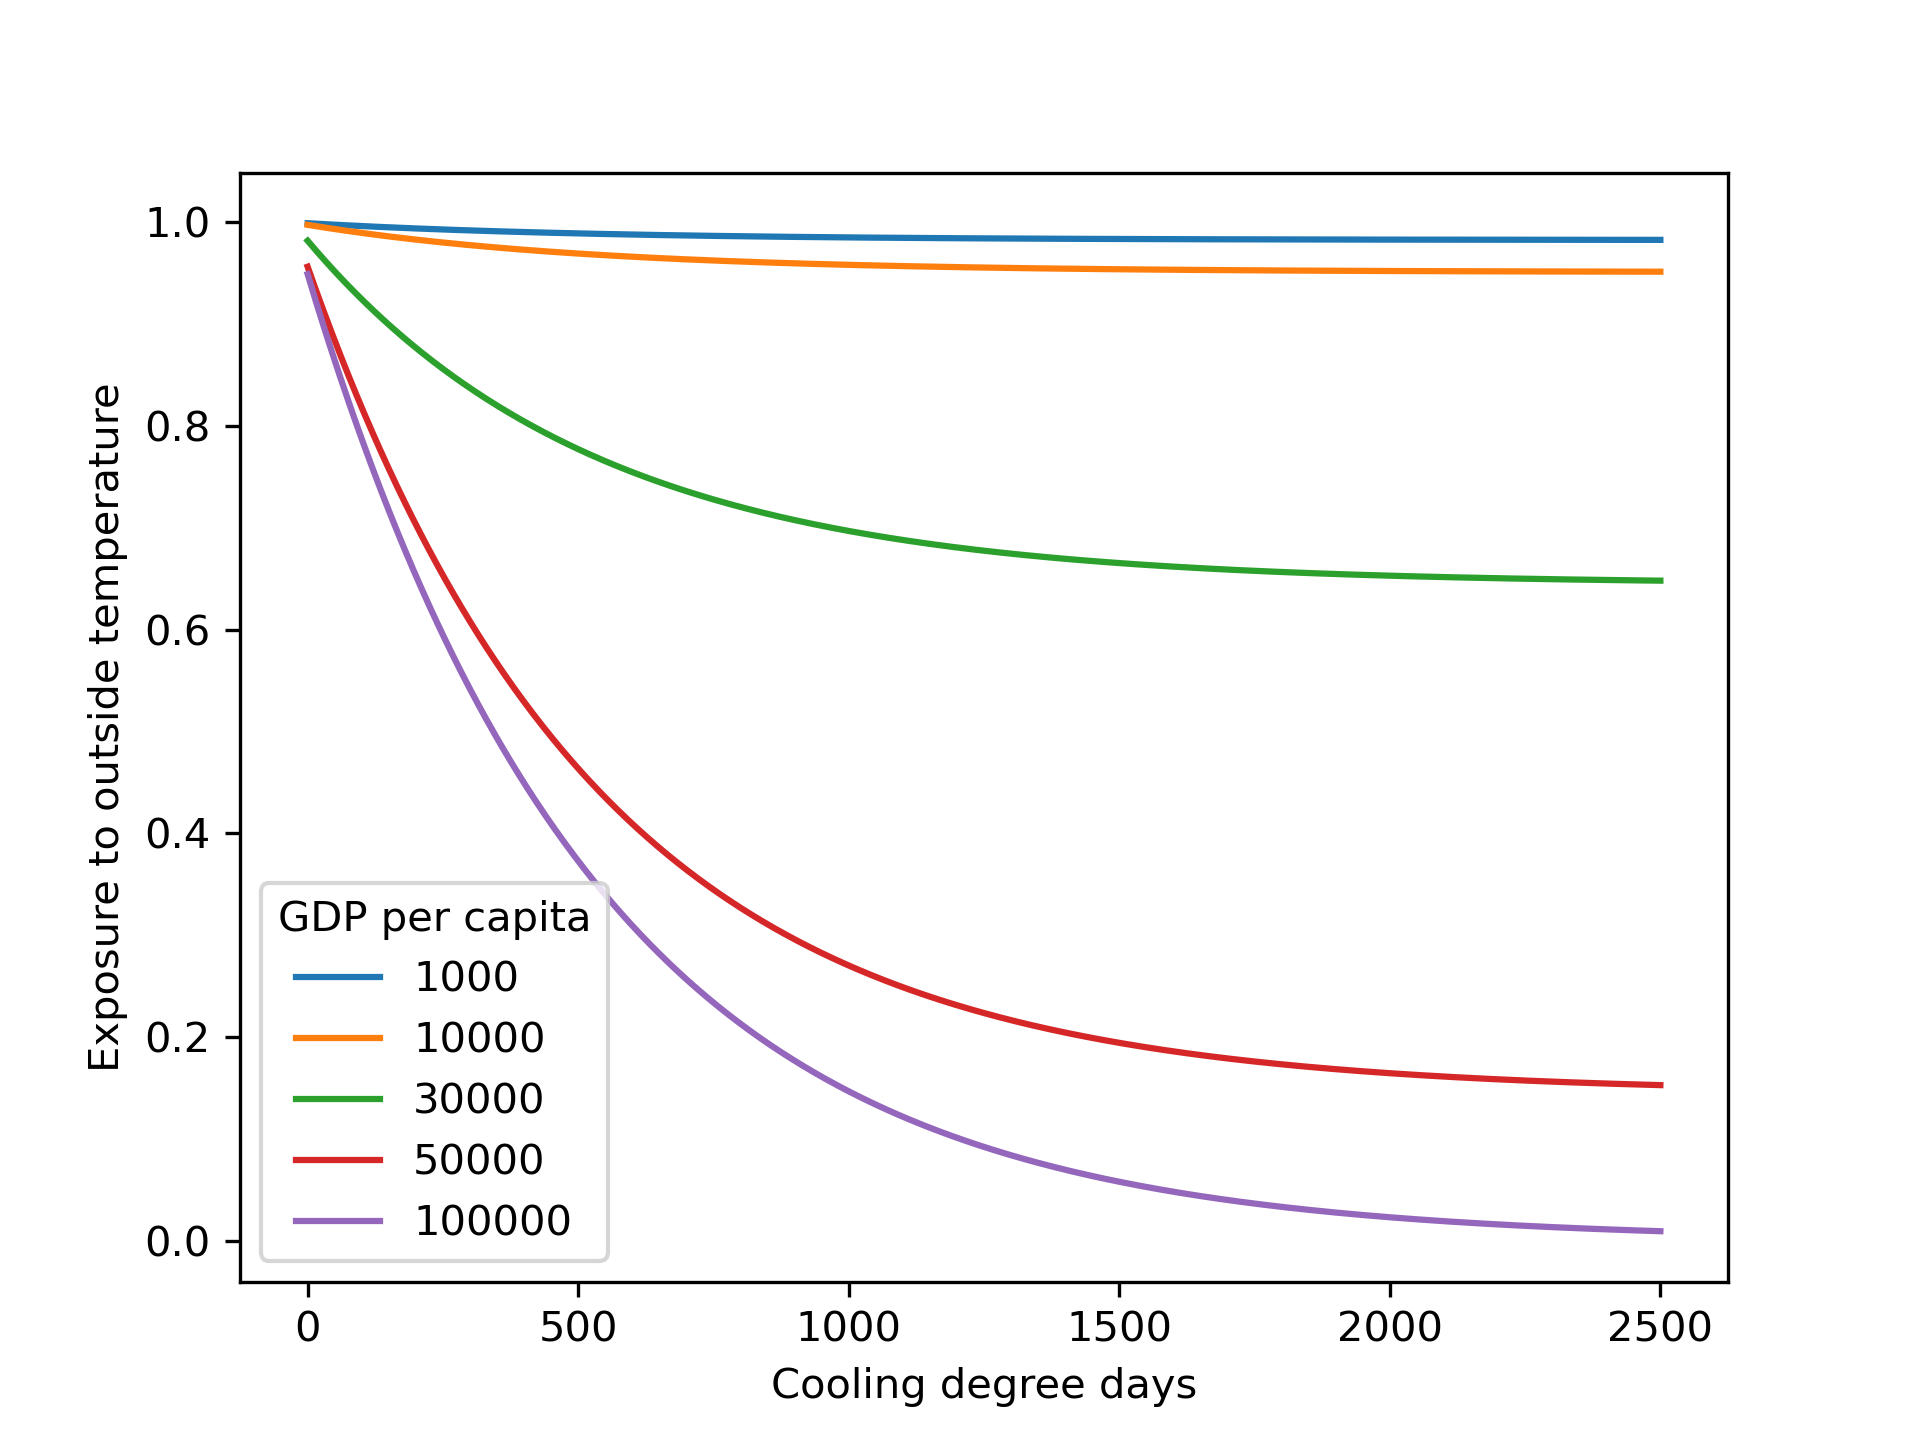 Exposure to outside temperature
1.0
0.8
0.6
0.4
0.2
0.0
GDP per capita
1000
10000
30000
50000
100000
0 500 1000 1500 2000 2500
Cooling degree days